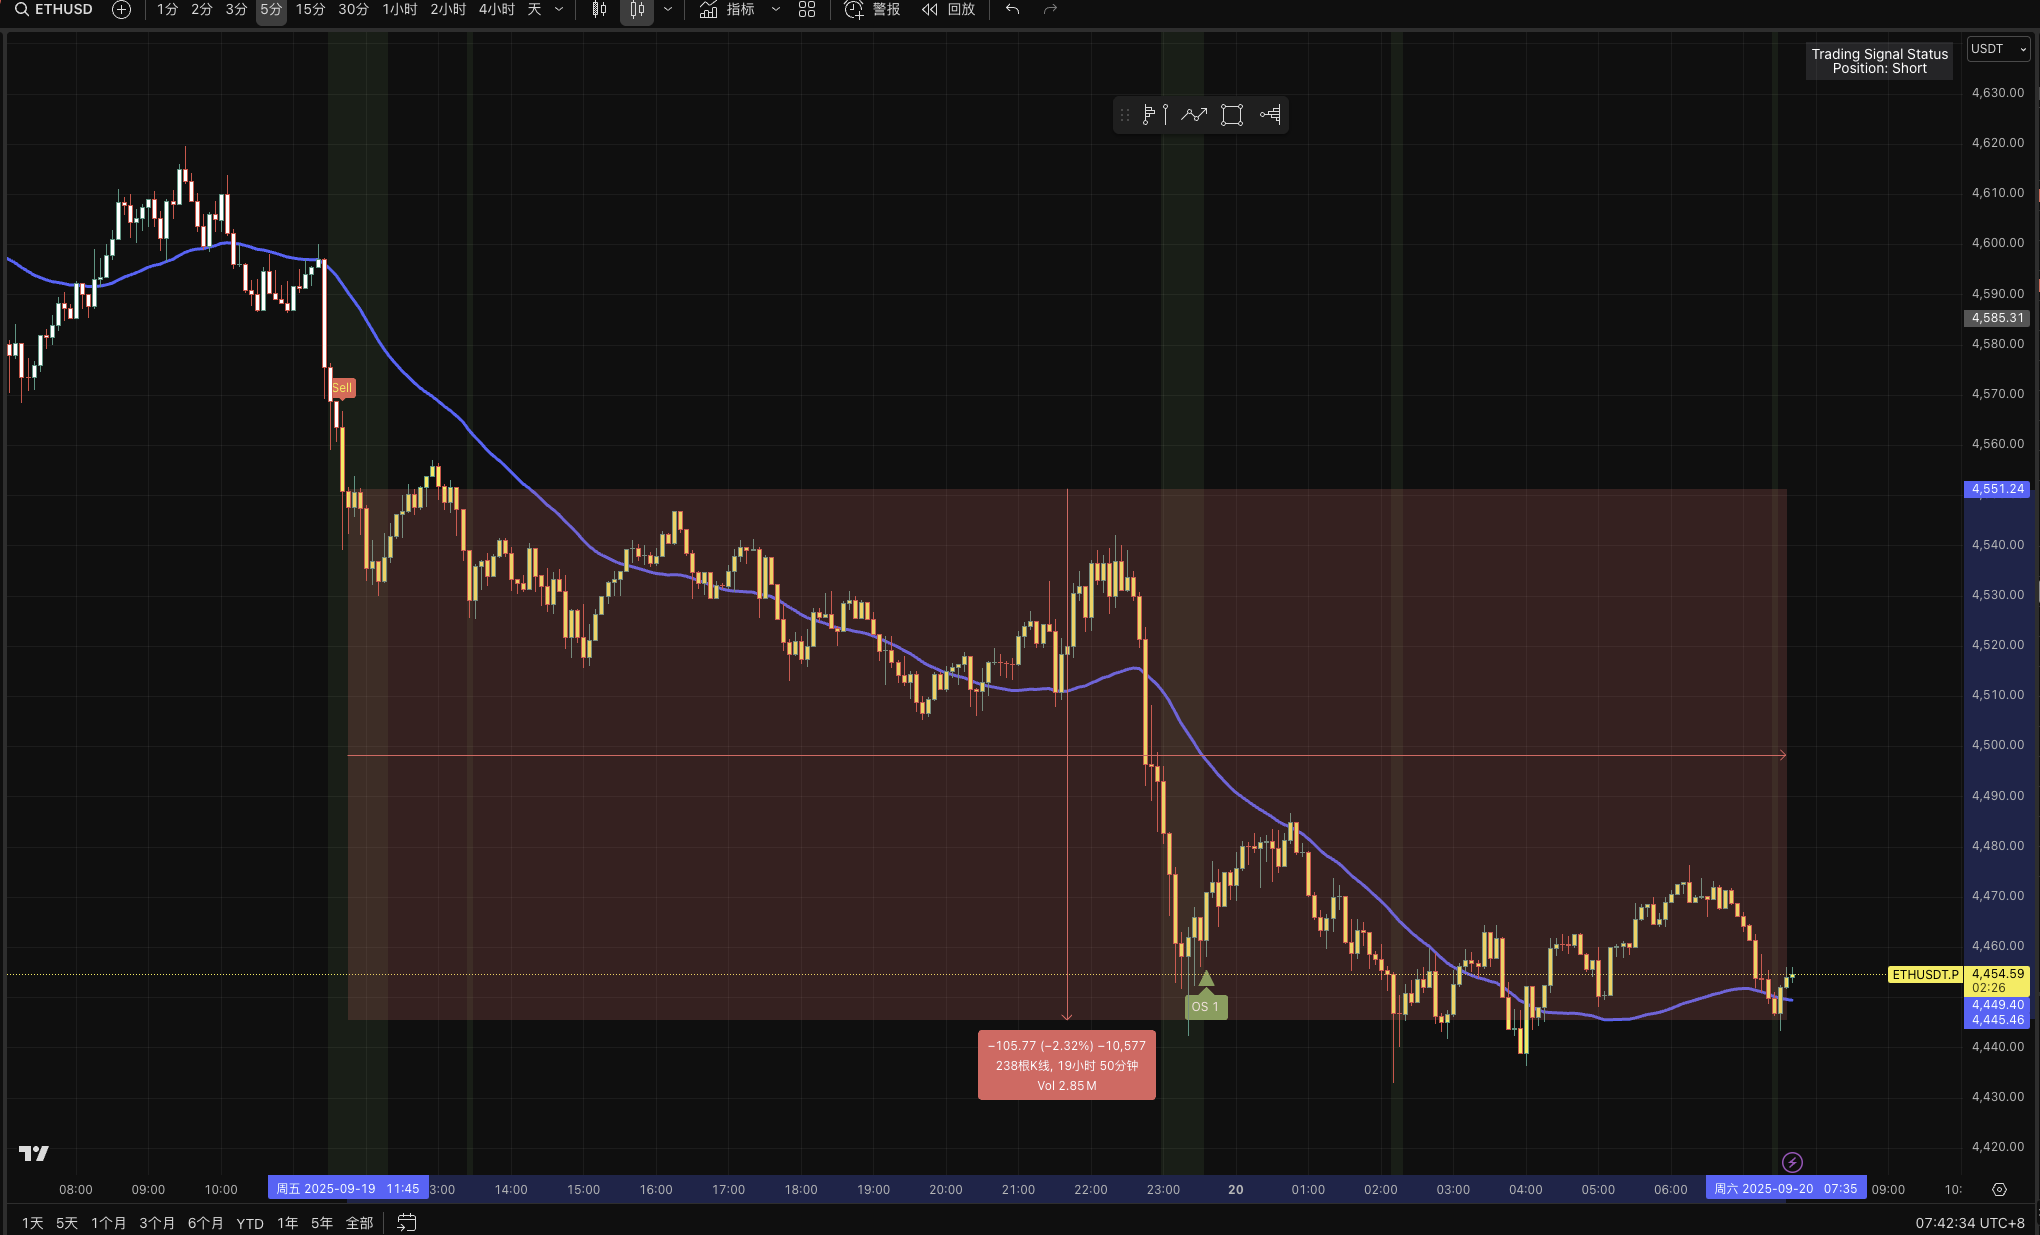 ETHUSD 1分 2分 3分 5分 15分 30分 1小时 2小时 4小时 天 指标 警报 回放
Trading Signal Status
Position: Short
USDT
4,630.00
4,620.00
4,610.00
4,600.00
4,590.00
4,585.31
4,580.00
4,570.00
Sell
4,560.00
4,551.24
4,540.00
4,530.00
4,520.00
4,510.00
4,500.00
4,490.00
4,480.00
4,470.00
4,460.00
ETHUSDT.P 4,454.59
02:26
4,449.40
4,445.46
OS 1
4,440.00
−105.77 (−2.32%) −10,577
238根K线, 19小时 50分钟
Vol 2.85 M
4,430.00
4,420.00
08:00 09:00 10:00 周五 2025-09-19 11:45 3:00 14:00 15:00 16:00 17:00 18:00 19:00 20:00 21:00 22:00 23:00 20 01:00 02:00 03:00 04:00 05:00 06:00 周六 2025-09-20 07:35 09:00 10:
1天 5天 1个月 3个月 6个月 YTD 1年 5年 全部
07:42:34 UTC+8